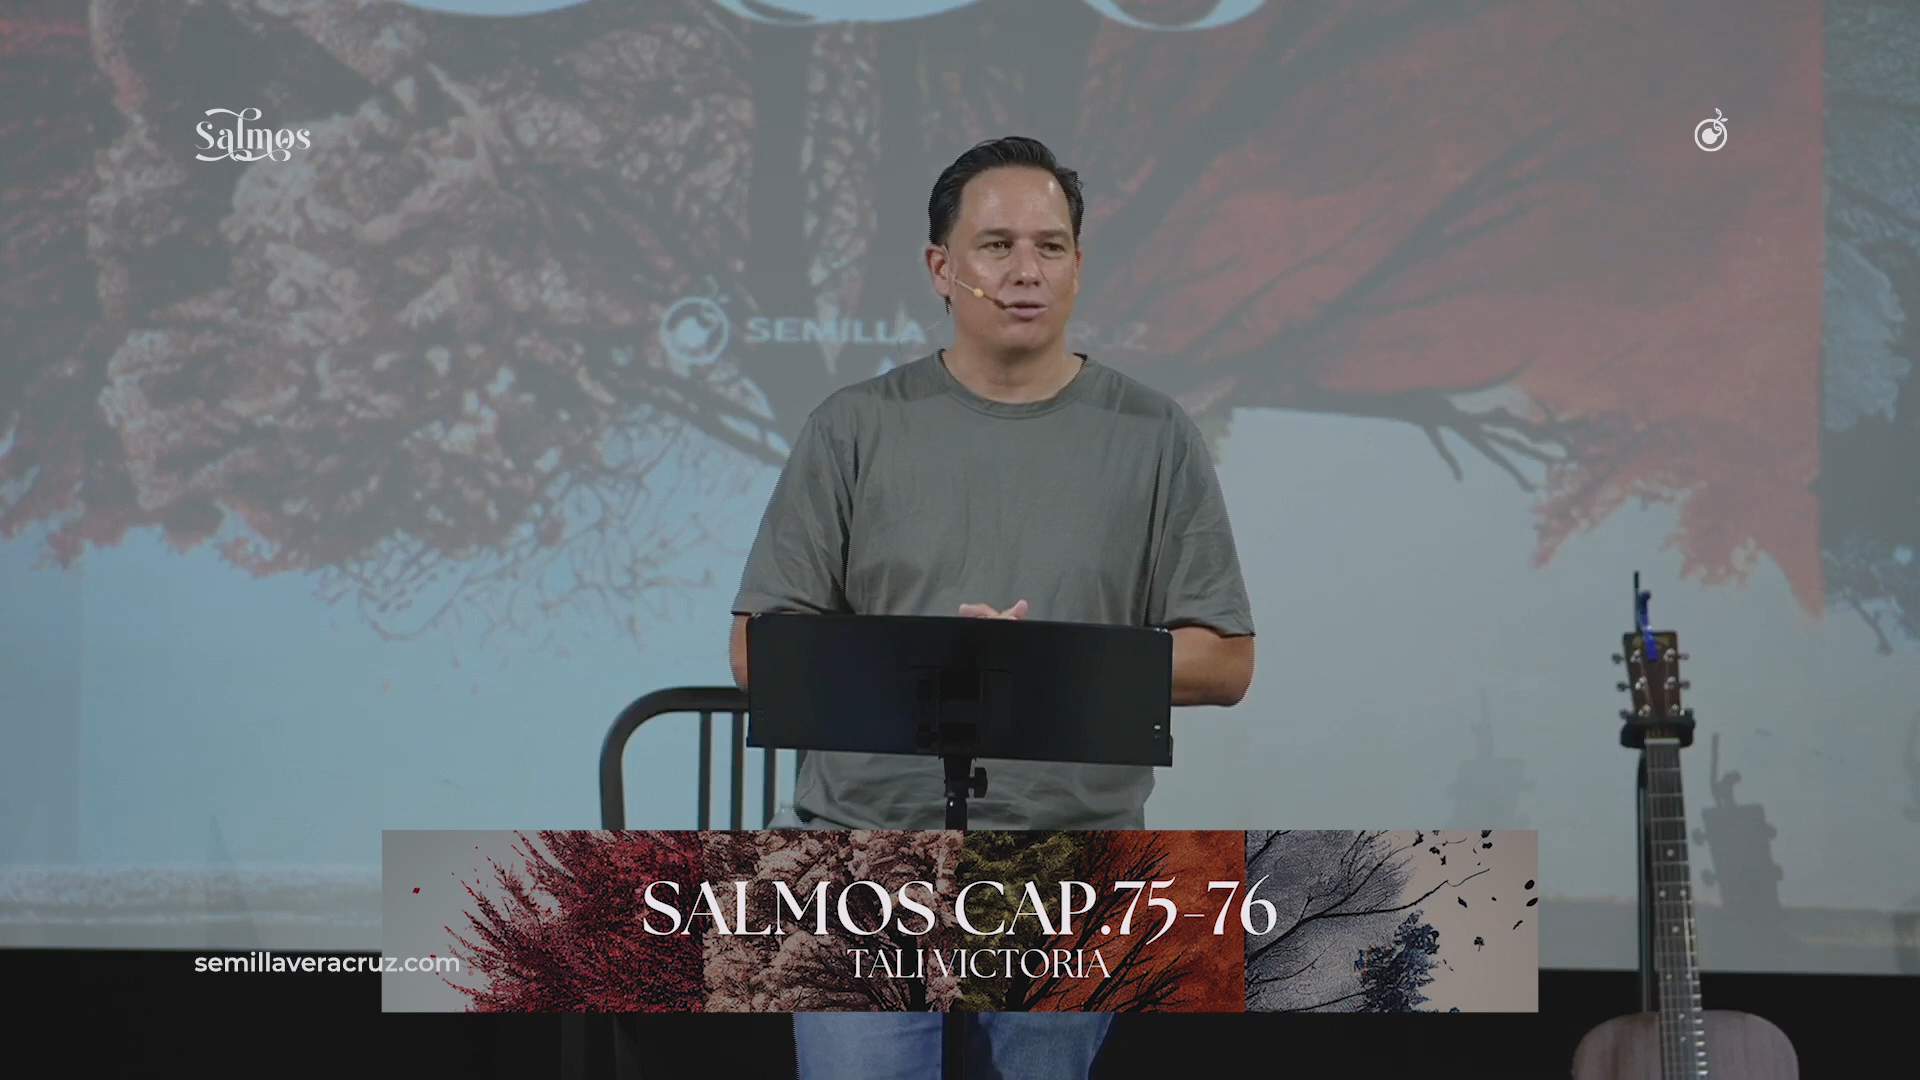 Salmos
SEMILLA
SALMOS CAP.75-76
TALI VICTORIA
semillaveracruz.com